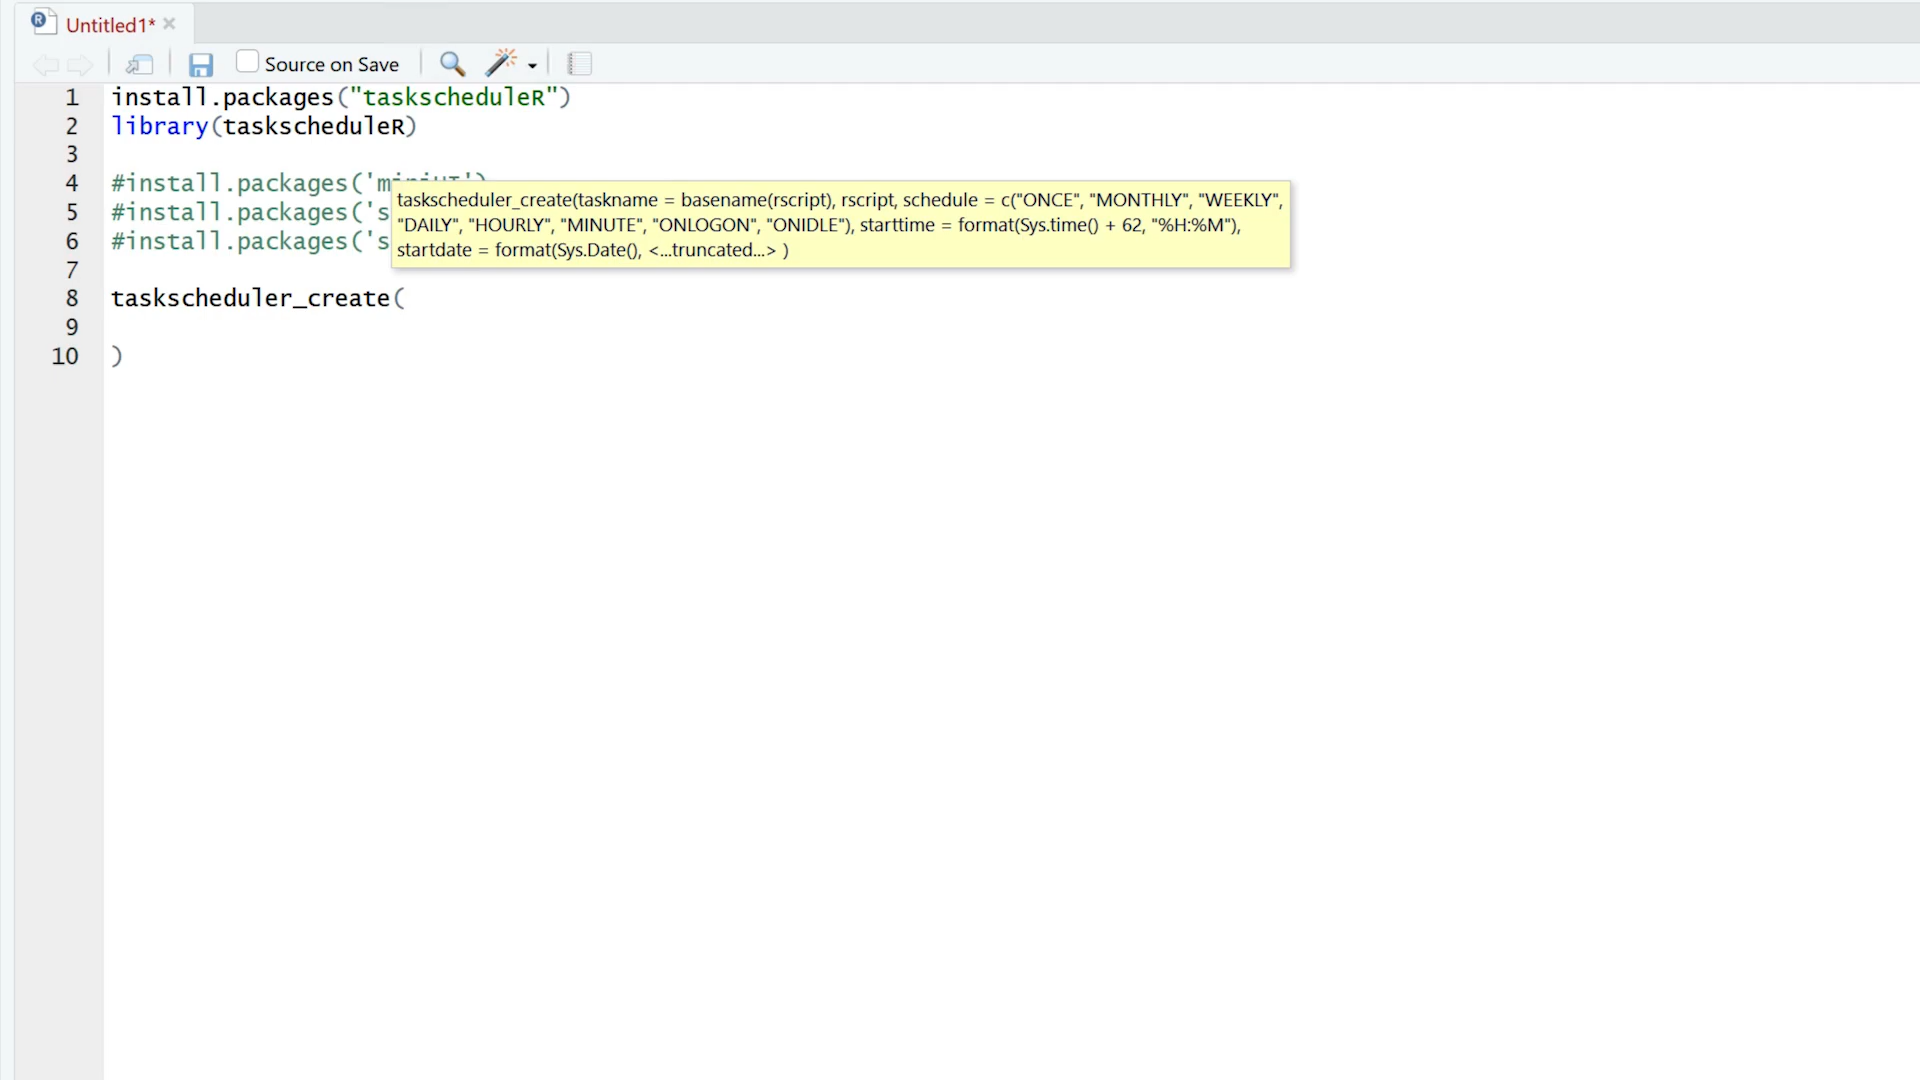 Untitled1*
Source on Save
1 install.packages("taskscheduleR")
2 library(taskscheduleR)
3
4 #install.packages('miniUI')
5 #install.packages('s
6 #install.packages('s
taskscheduler_create(taskname = basename(rscript), rscript, schedule = c("ONCE", "MONTHLY", "WEEKLY",
"DAILY", "HOURLY", "MINUTE", "ONLOGON", "ONIDLE"), starttime = format(Sys.time() + 62, "%H:%M"),
startdate = format(Sys.Date(), <...truncated...> )
7
8 taskscheduler_create(
9
10 )